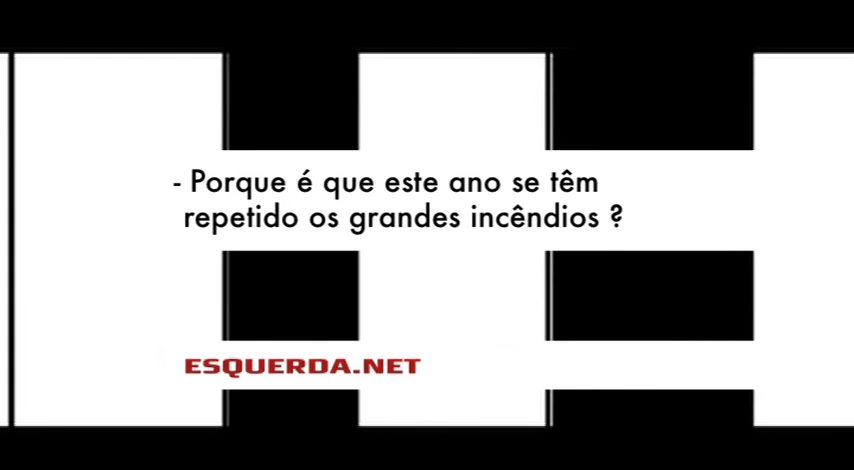 - Porque é que este ano se têm
repetido os grandes incêndios ?
ESQUERDA.NET